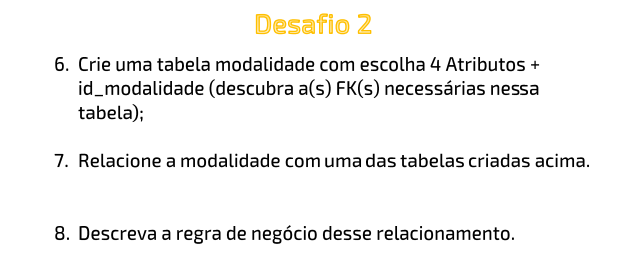 Desafio 2
6. Crie uma tabela modalidade com escolha 4 Atributos +
id_modalidade (descubra a(s) FK(s) necessárias nessa
tabela);
7. Relacione a modalidade com uma das tabelas criadas acima.
8. Descreva a regra de negócio desse relacionamento.